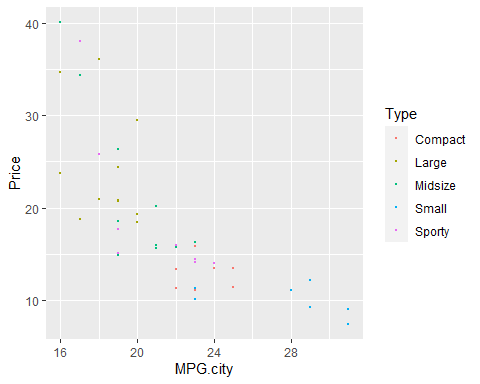 40
30
20
10
Price
16
20
24
28
MPG.city
Type
Compact
Large
Midsize
Small
Sporty